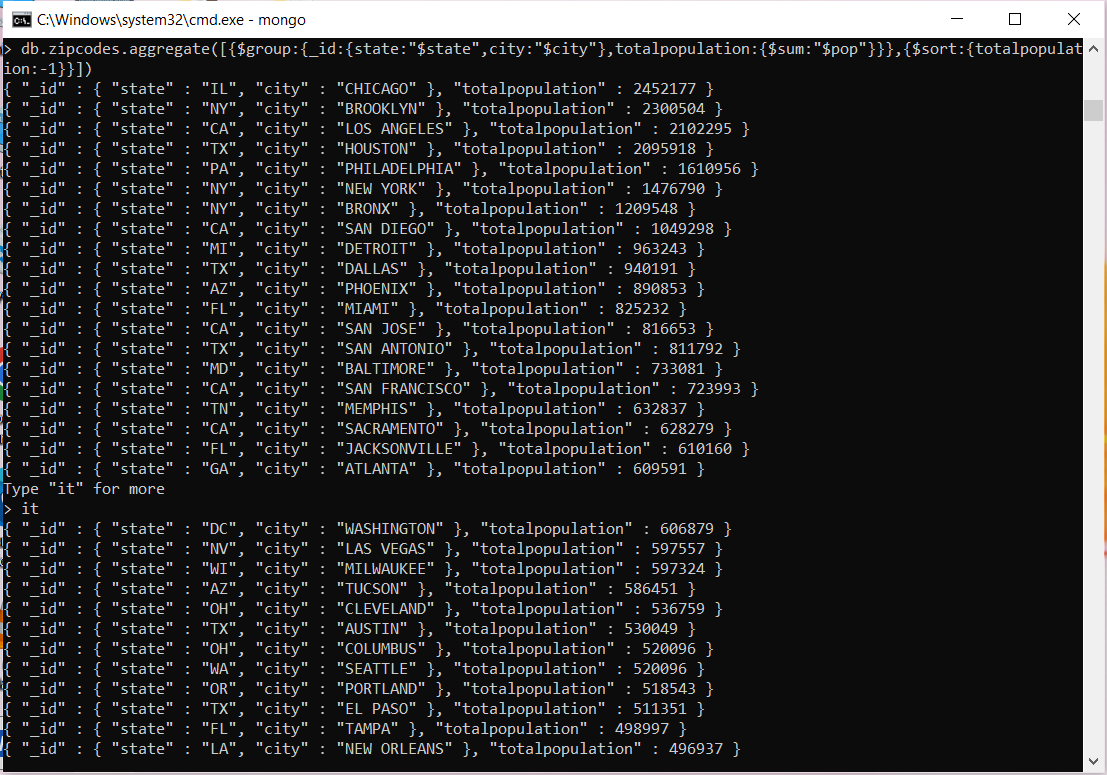 C:\Windows\system32\cmd.exe - mongo
> db.zipcodes.aggregate([{$group:{_id:{state:"$state",city:"$city"},totalpopulation:{$sum:"$pop"}}},{$sort:{totalpopulat
ion:-1}}])
{ "_id" : { "state" : "IL", "city" : "CHICAGO" }, "totalpopulation" : 2452177 }
{ "_id" : { "state" : "NY", "city" : "BROOKLYN" }, "totalpopulation" : 2300504 }
{ "_id" : { "state" : "CA", "city" : "LOS ANGELES" }, "totalpopulation" : 2102295 }
{ "_id" : { "state" : "TX", "city" : "HOUSTON" }, "totalpopulation" : 2095918 }
{ "_id" : { "state" : "PA", "city" : "PHILADELPHIA" }, "totalpopulation" : 1610956 }
{ "_id" : { "state" : "NY", "city" : "NEW YORK" }, "totalpopulation" : 1476790 }
{ "_id" : { "state" : "NY", "city" : "BRONX" }, "totalpopulation" : 1209548 }
{ "_id" : { "state" : "CA", "city" : "SAN DIEGO" }, "totalpopulation" : 1049298 }
{ "_id" : { "state" : "MI", "city" : "DETROIT" }, "totalpopulation" : 963243 }
{ "_id" : { "state" : "TX", "city" : "DALLAS" }, "totalpopulation" : 940191 }
{ "_id" : { "state" : "AZ", "city" : "PHOENIX" }, "totalpopulation" : 890853 }
{ "_id" : { "state" : "FL", "city" : "MIAMI" }, "totalpopulation" : 825232 }
{ "_id" : { "state" : "CA", "city" : "SAN JOSE" }, "totalpopulation" : 816653 }
{ "_id" : { "state" : "TX", "city" : "SAN ANTONIO" }, "totalpopulation" : 811792 }
{ "_id" : { "state" : "MD", "city" : "BALTIMORE" }, "totalpopulation" : 733081 }
{ "_id" : { "state" : "CA", "city" : "SAN FRANCISCO" }, "totalpopulation" : 723993 }
{ "_id" : { "state" : "TN", "city" : "MEMPHIS" }, "totalpopulation" : 632837 }
{ "_id" : { "state" : "CA", "city" : "SACRAMENTO" }, "totalpopulation" : 628279 }
{ "_id" : { "state" : "FL", "city" : "JACKSONVILLE" }, "totalpopulation" : 610160 }
{ "_id" : { "state" : "GA", "city" : "ATLANTA" }, "totalpopulation" : 609591 }
Type "it" for more
> it
{ "_id" : { "state" : "DC", "city" : "WASHINGTON" }, "totalpopulation" : 606879 }
{ "_id" : { "state" : "NV", "city" : "LAS VEGAS" }, "totalpopulation" : 597557 }
{ "_id" : { "state" : "WI", "city" : "MILWAUKEE" }, "totalpopulation" : 597324 }
{ "_id" : { "state" : "AZ", "city" : "TUCSON" }, "totalpopulation" : 586451 }
{ "_id" : { "state" : "OH", "city" : "CLEVELAND" }, "totalpopulation" : 536759 }
{ "_id" : { "state" : "TX", "city" : "AUSTIN" }, "totalpopulation" : 530049 }
{ "_id" : { "state" : "OH", "city" : "COLUMBUS" }, "totalpopulation" : 520096 }
{ "_id" : { "state" : "WA", "city" : "SEATTLE" }, "totalpopulation" : 520096 }
{ "_id" : { "state" : "OR", "city" : "PORTLAND" }, "totalpopulation" : 518543 }
{ "_id" : { "state" : "TX", "city" : "EL PASO" }, "totalpopulation" : 511351 }
{ "_id" : { "state" : "FL", "city" : "TAMPA" }, "totalpopulation" : 498997 }
{ "_id" : { "state" : "LA", "city" : "NEW ORLEANS" }, "totalpopulation" : 496937 }